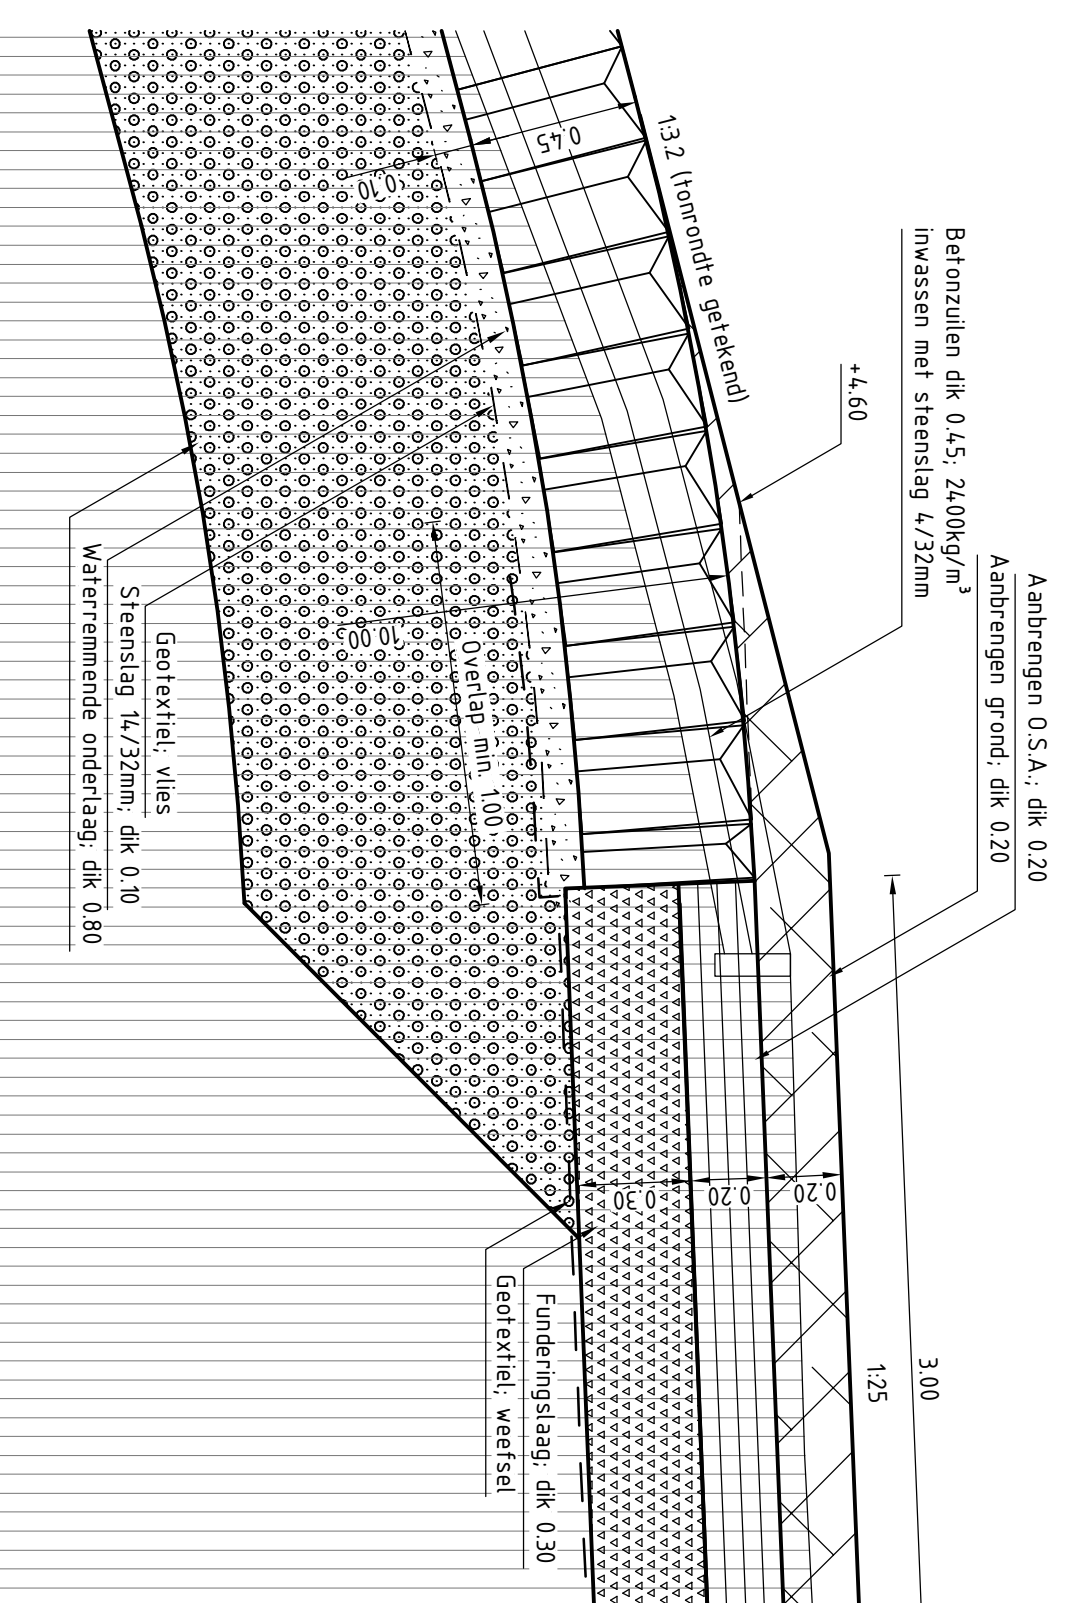 Aanbrengen O.S.A.; dik 0.20
Aanbrengen grond; dik 0.20
Betonzuilen dik 0.45; 2400kg/m³
inwassen met steenslag 4/32mm
+4.60
3.00
1:25
1:3.2 (tonrondte getekend)
0.45
0.10
10.00
Overlap min. 1.00
0.20
0.20
0.30
Funderingslaag; dik 0.30
Geotextiel; weefsel
Geotextiel; vlies
Steenslag 14/32mm; dik 0.10
Waterremmende onderlaag; dik 0.80